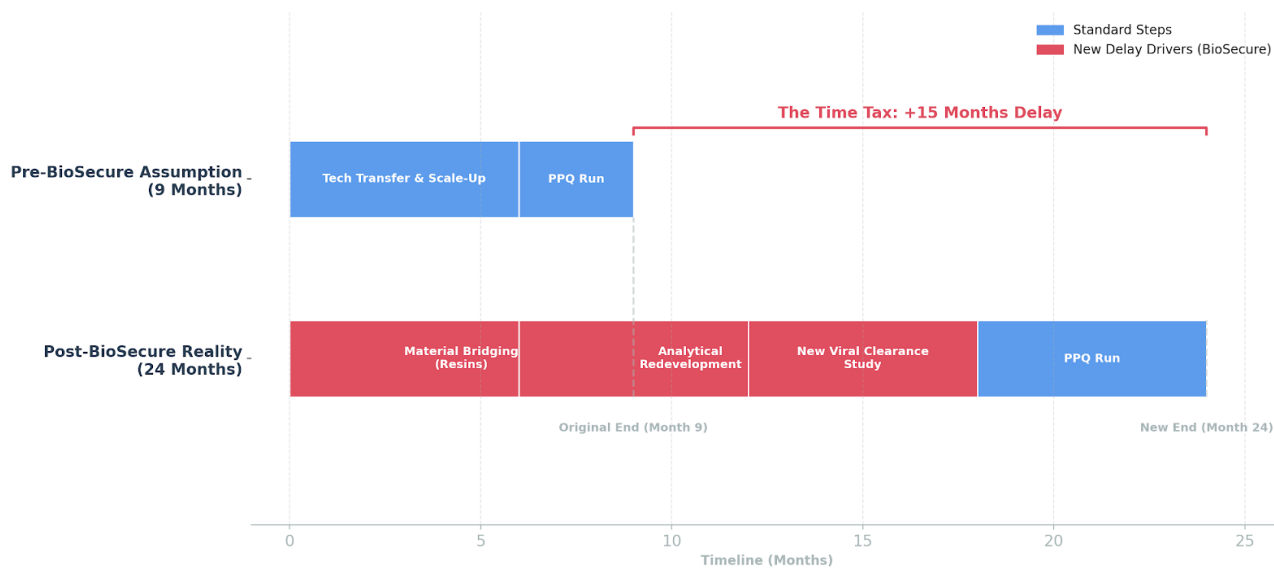 Standard Steps
New Delay Drivers (BioSecure)
The Time Tax: +15 Months Delay
Pre-BioSecure Assumption
(9 Months)
Tech Transfer & Scale-Up
PPQ Run
Post-BioSecure Reality
(24 Months)
Material Bridging
(Resins)
Analytical
Redevelopment
New Viral Clearance
Study
PPQ Run
Original End (Month 9)
New End (Month 24)
0 5 10 15 20 25
Timeline (Months)